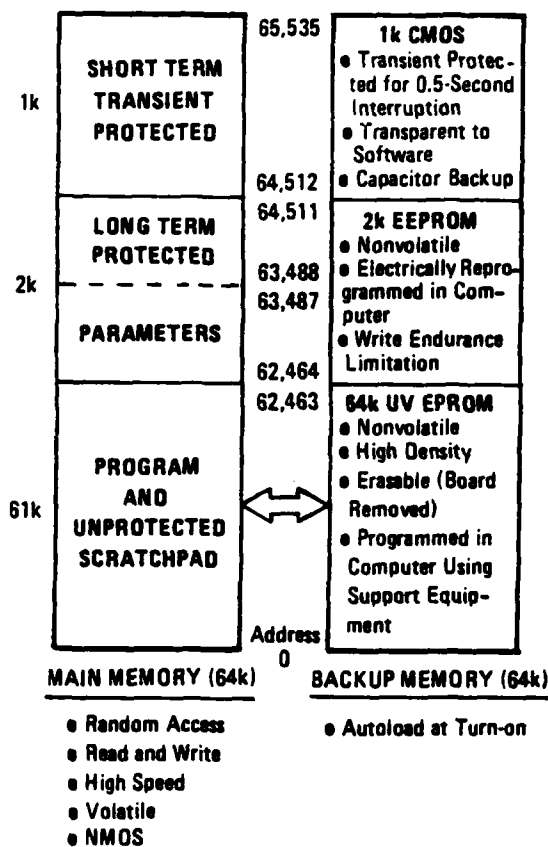 65,535
SHORT TERM
TRANSIENT
PROTECTED
1k
64,512
64,511
LONG TERM
PROTECTED
63,488
2k
63,487
PARAMETERS
62,464
62,463
PROGRAM
AND
UNPROTECTED
SCRATCHPAD
61k
Address
0
1k CMOS
• Transient Protec-
ted for 0.5-Second
Interruption
• Transparent to
Software
• Capacitor Backup
2k EEPROM
• Nonvolatile
• Electrically Repro-
grammed in Com-
puter
• Write Endurance
Limitation
64k UV EPROM
• Nonvolatile
• High Density
• Erasable (Board
Removed)
• Programmed in
Computer Using
Support Equip-
ment
MAIN MEMORY (64k)
• Random Access
• Read and Write
• High Speed
• Volatile
• NMOS
BACKUP MEMORY (64k)
• Autoload at Turn-on